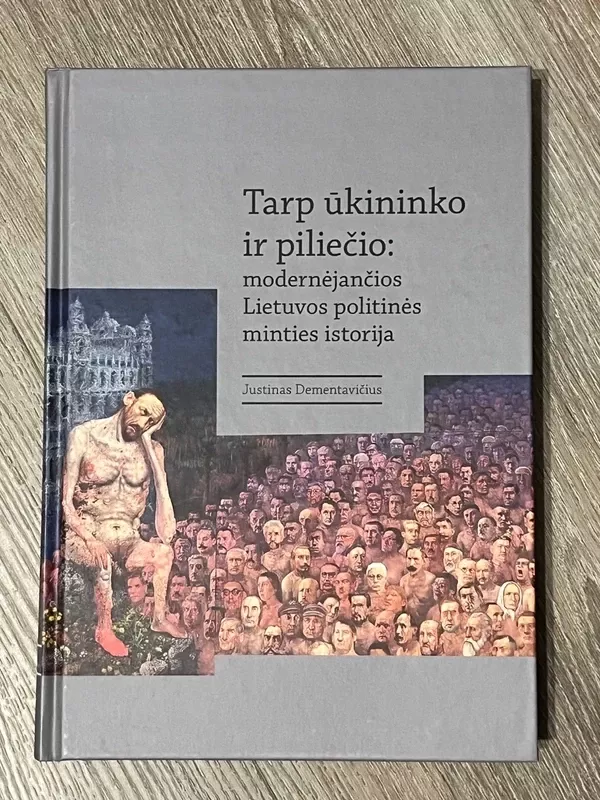 Tarp ūkininko
ir piliečio:
modernėjančios
Lietuvos politinės
minties istorija
Justinas Dementavičius